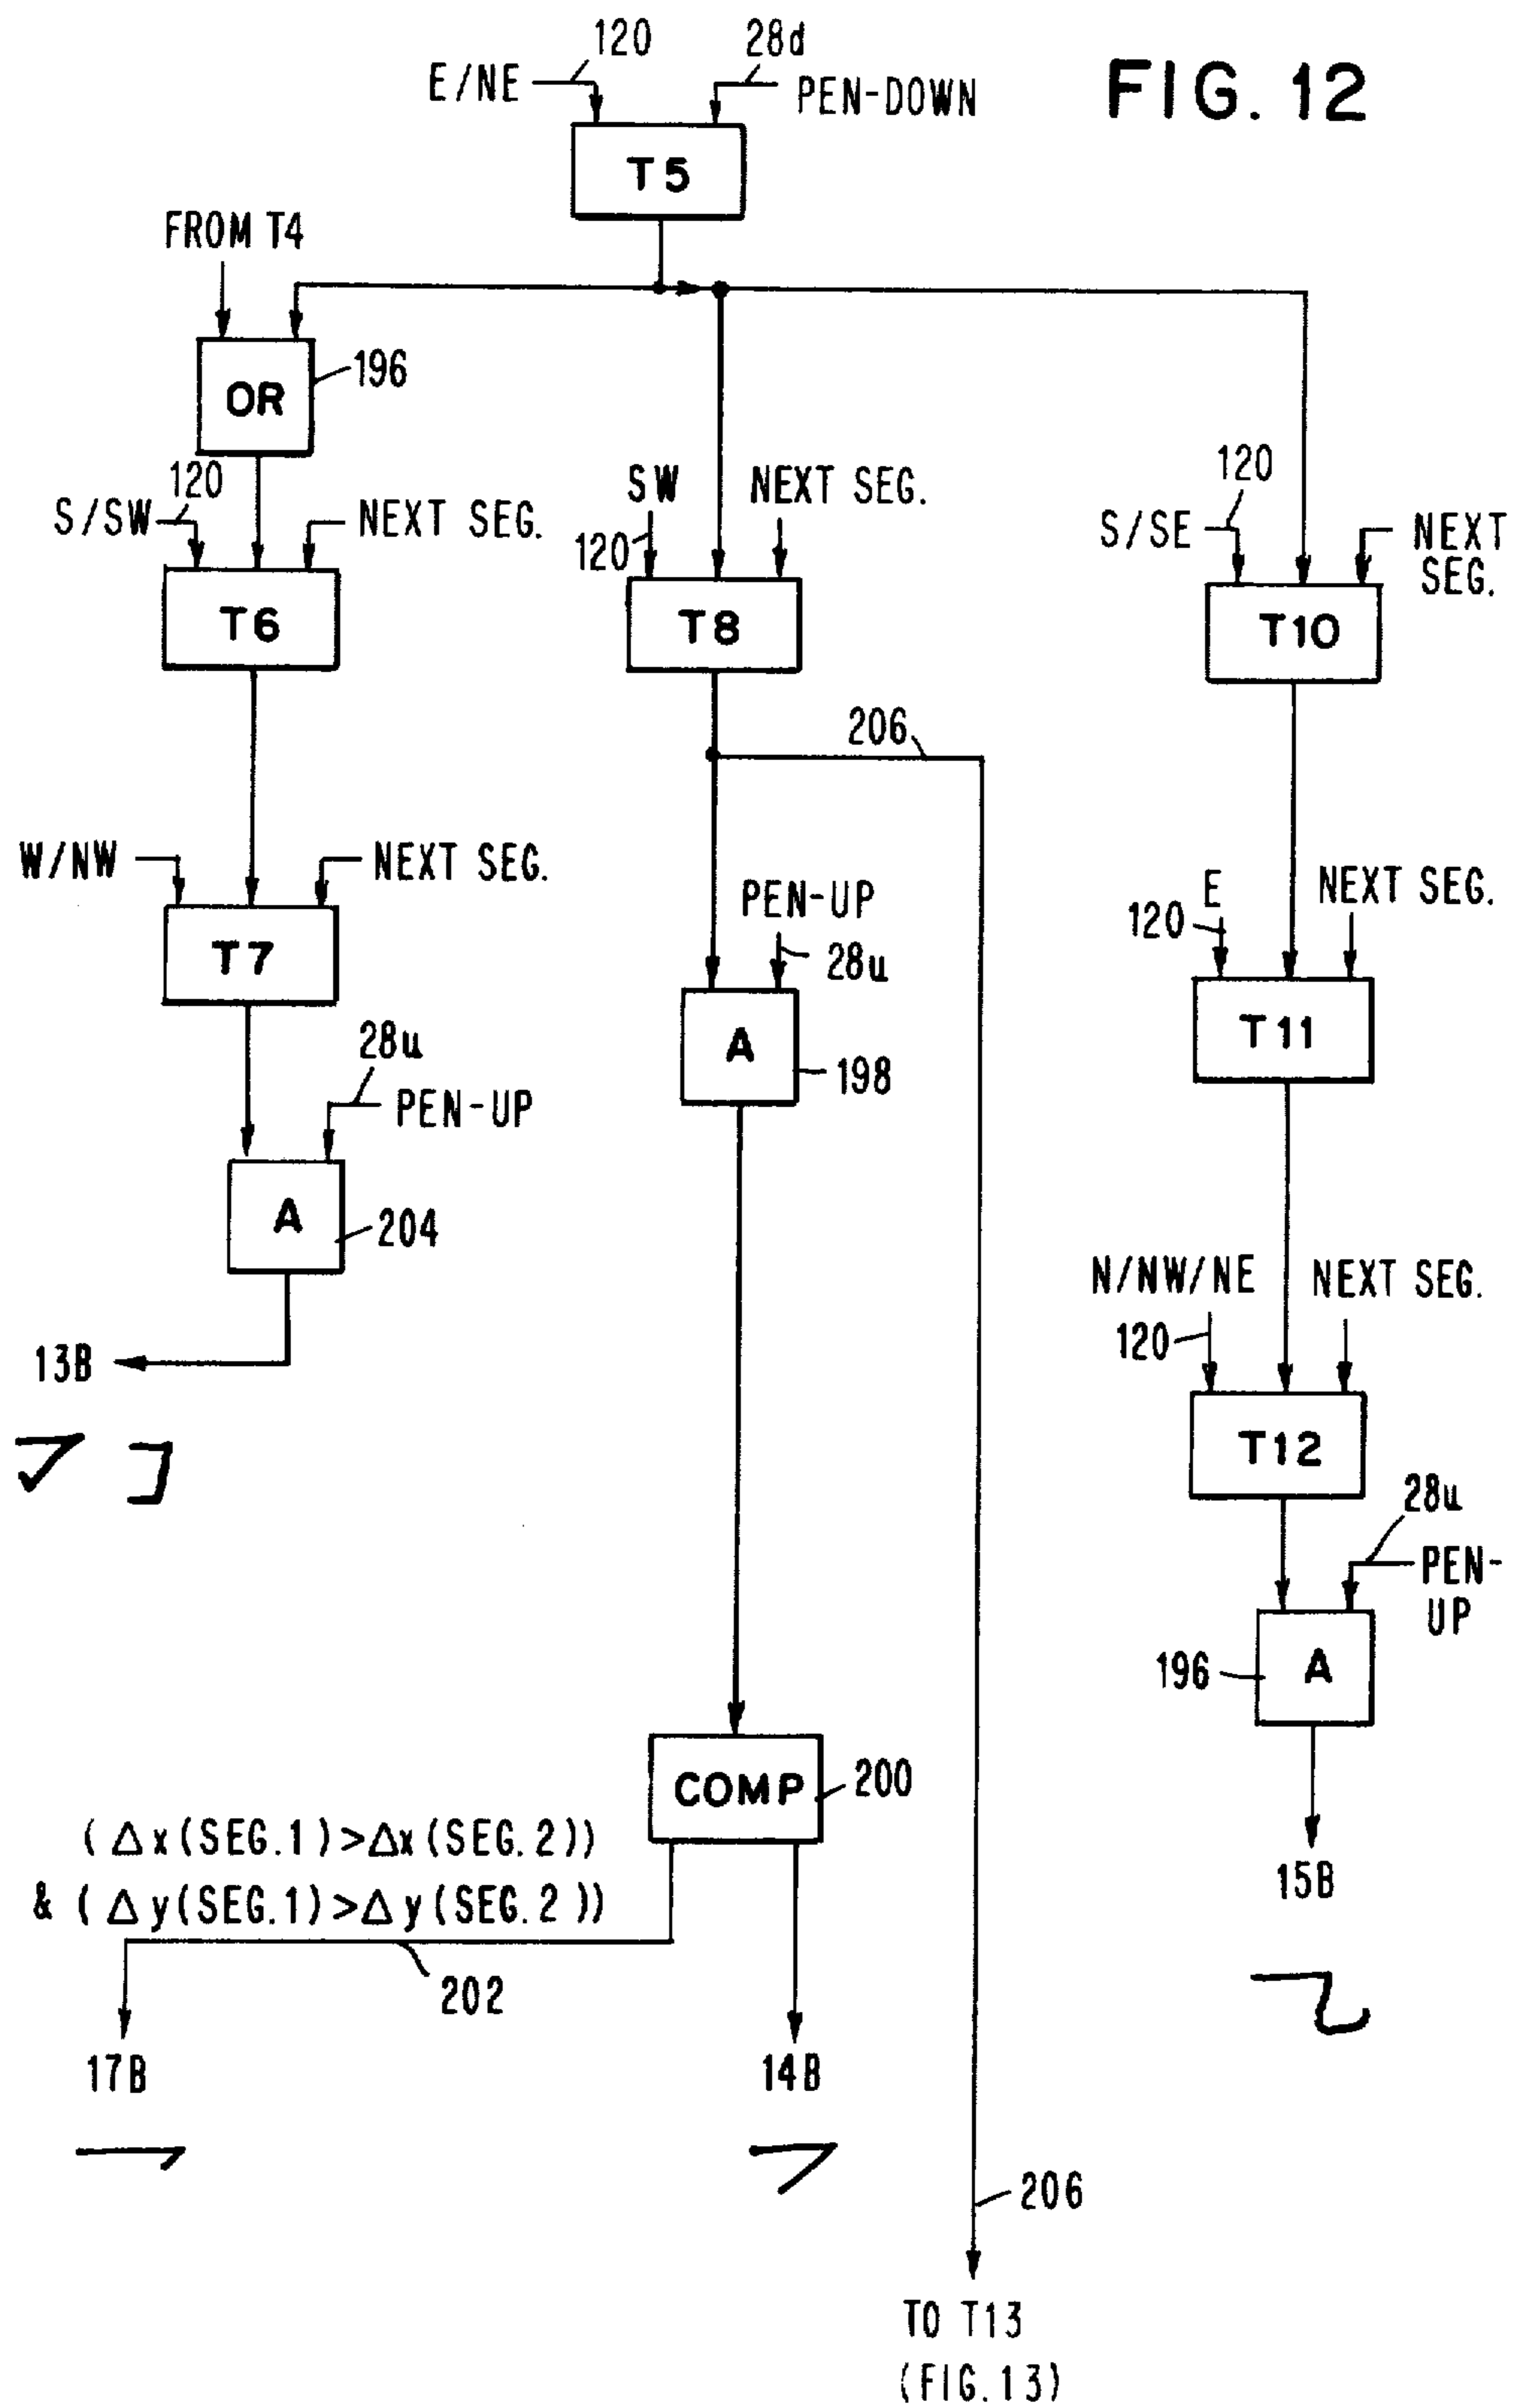 FIG. 12
120
28d
E/NE
PEN-DOWN
T5
FROM T4
OR
196
120
S/SW
NEXT SEG.
T6
SW
NEXT SEG.
120
T8
120
S/SE
NEXT
SEG.
T10
206
W/NW
NEXT SEG.
T7
PEN-UP
28u
A
198
E
120
NEXT SEG.
T11
28u
PEN-UP
A
204
13B
N/NW/NE
NEXT SEG.
120
T12
28u
PEN-
UP
196
A
15B
COMP
200
(Δx(SEG.1)>Δx(SEG.2))
& (Δy(SEG.1)>Δy(SEG.2))
202
17B
14B
206
TO T13
(FIG.13)